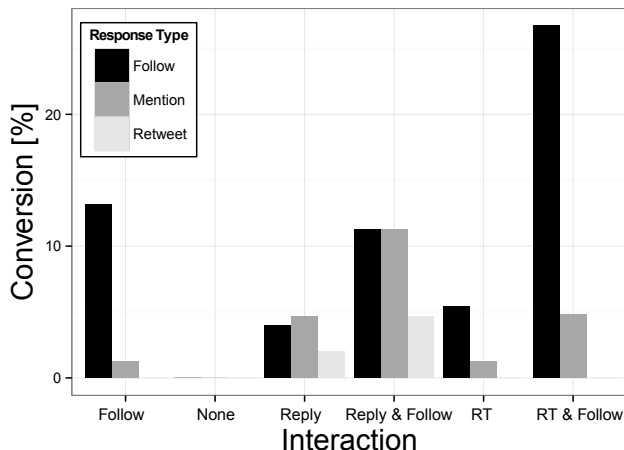 Response Type
Follow
Mention
Retweet
Conversion [%]
20
10
0
Follow
None
Reply
Reply & Follow
RT
RT & Follow
Interaction